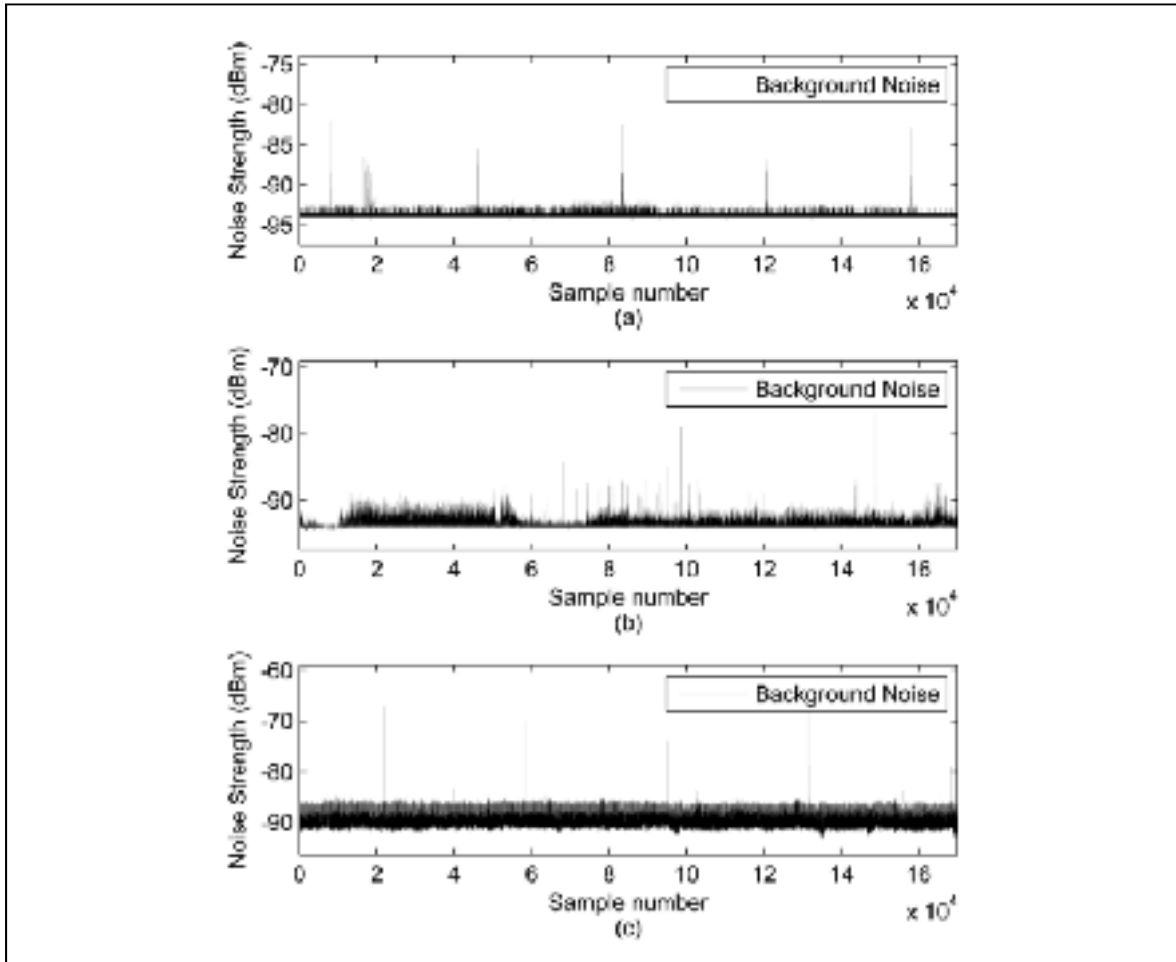 Noise Strength (dBm)
-75
-80
-85
-90
-95
Background Noise
0 2 4 6 8 10 12 14 16
Sample number
x 10^4
(a)
Noise Strength (dBm)
-70
-80
-90
Background Noise
0 2 4 6 8 10 12 14 16
Sample number
x 10^4
(b)
Noise Strength (dBm)
-60
-70
-80
-90
Background Noise
0 2 4 6 8 10 12 14 16
Sample number
x 10^4
(c)